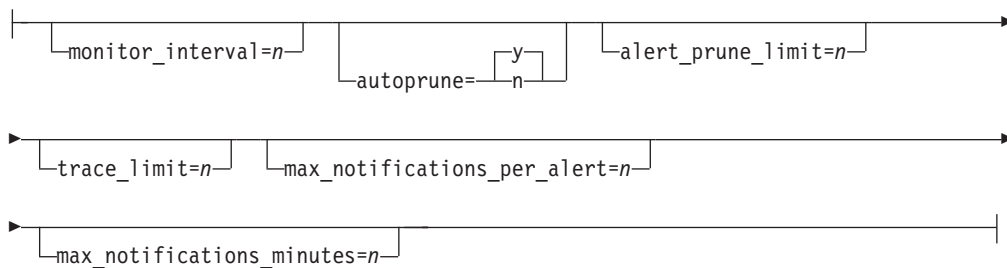 monitor_interval=n
autoprune=
y
n
alert_prune_limit=n
trace_limit=n
max_notifications_per_alert=n
max_notifications_minutes=n